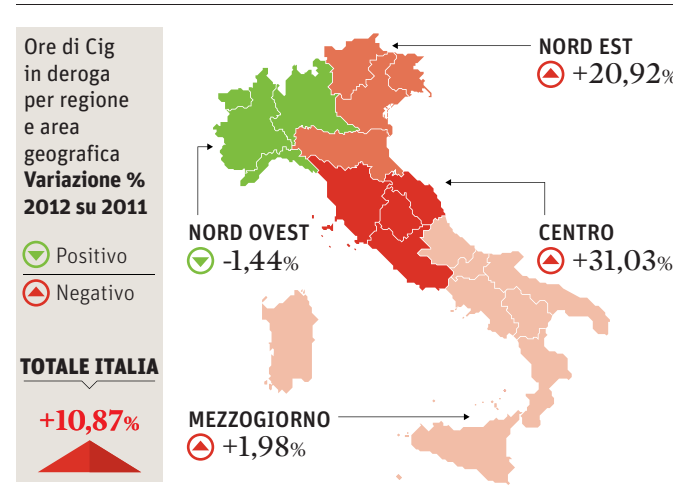 Ore di Cig
in deroga
per regione
e area
geografica
Variazione %
2012 su 2011
Positivo
Negativo
TOTALE ITALIA
+10,87%
NORD EST
+20,92%
NORD OVEST
-1,44%
CENTRO
+31,03%
MEZZOGIORNO
+1,98%